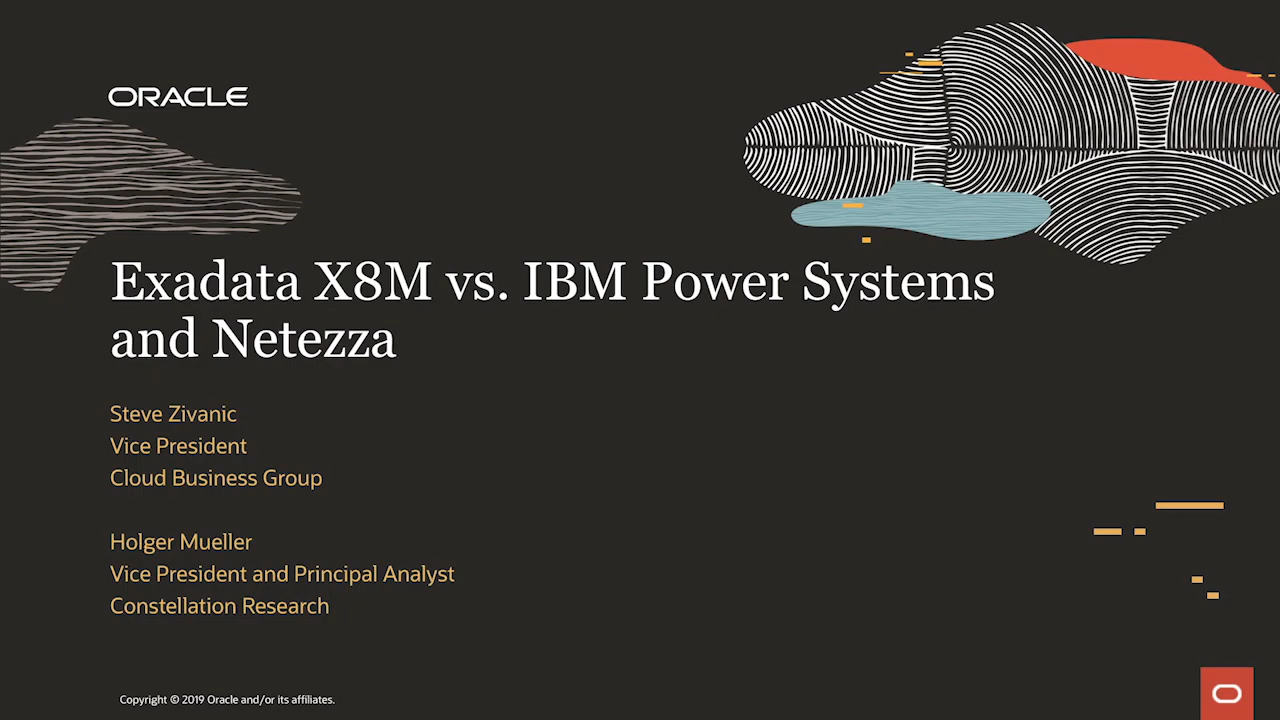 ORACLE
Exadata X8M vs. IBM Power Systems
and Netezza
Steve Zivanic
Vice President
Cloud Business Group
Holger Mueller
Vice President and Principal Analyst
Constellation Research
Copyright © 2019 Oracle and/or its affiliates.